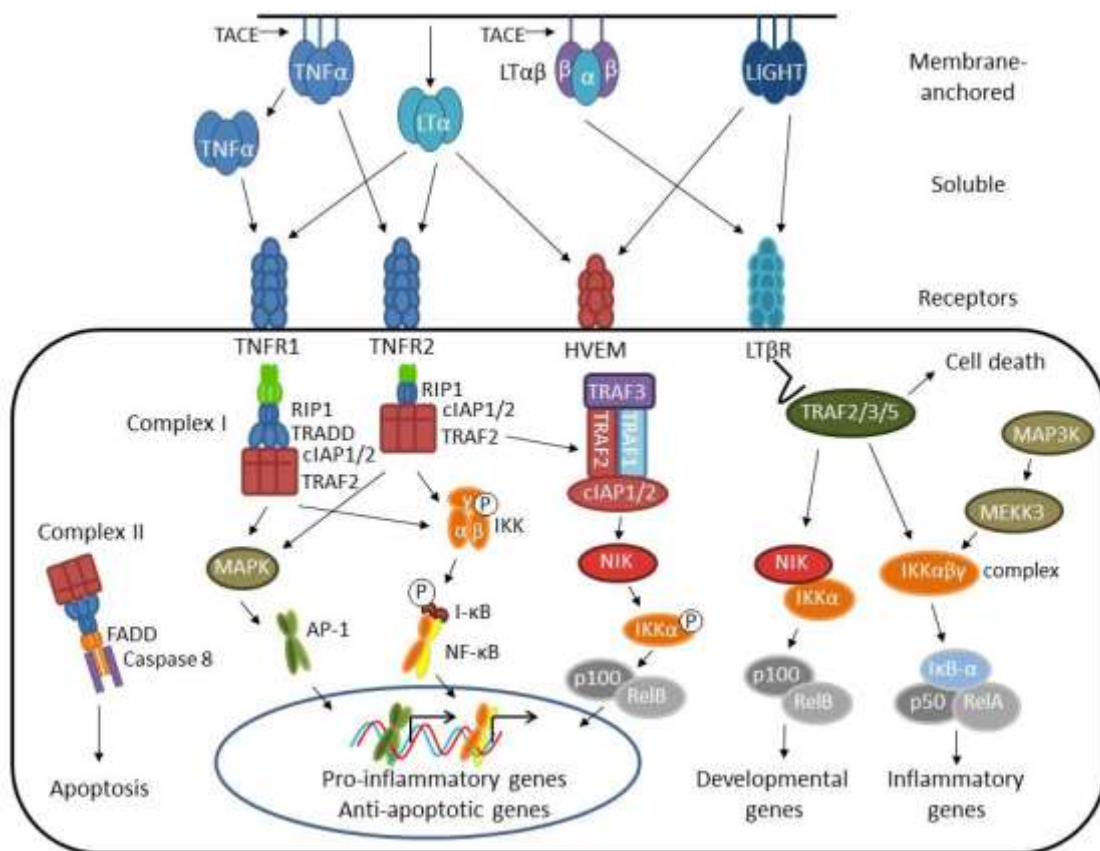 TACE
TNFα
TACE
LTαβ
β α β
LIGHT
Membrane-
anchored
TNFα
LTα
Soluble
Receptors
TNFR1
TNFR2
HVEM
LTβR
Cell death
Complex I
RIP1
TRADD
cIAP1/2
TRAF2
RIP1
cIAP1/2
TRAF2
TRAF3
TRAF2
TRAF1
cIAP1/2
TRAF2/3/5
MAP3K
MEKK3
Complex II
MAPK
γ P
α β IKK
NIK
NIK
IKKα
IKKαβγ complex
FADD
Caspase 8
AP-1
P
I-κB
NF-κB
IKKα P
p100
RelB
p100
RelB
IκB-α
p50
RelA
Apoptosis
Pro-inflammatory genes
Anti-apoptotic genes
Developmental
genes
Inflammatory
genes